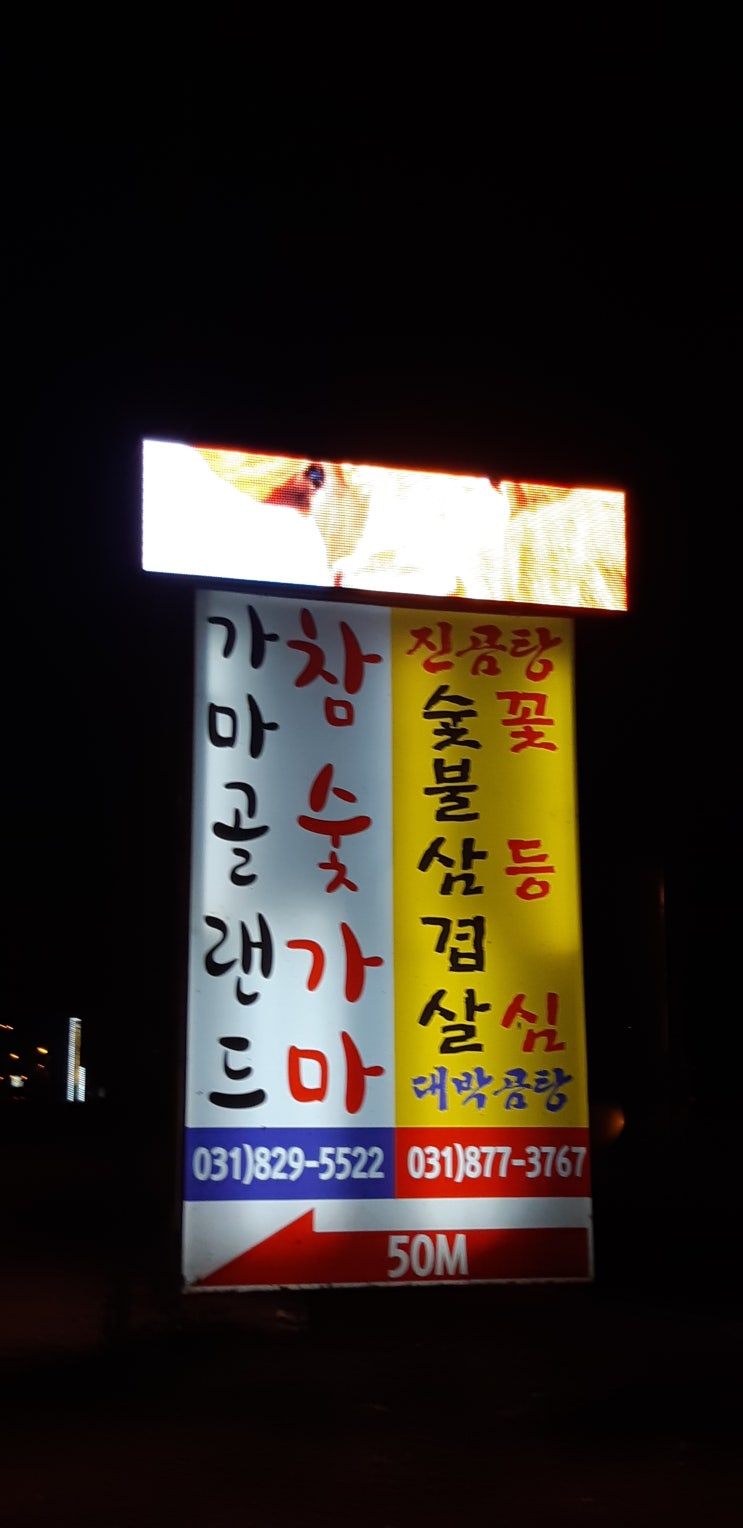 가마골랜드
참숯가마
진곰탕
숯불삼겹살
꽃등심
대박곰탕
031)829-5522
031)877-3767
50M